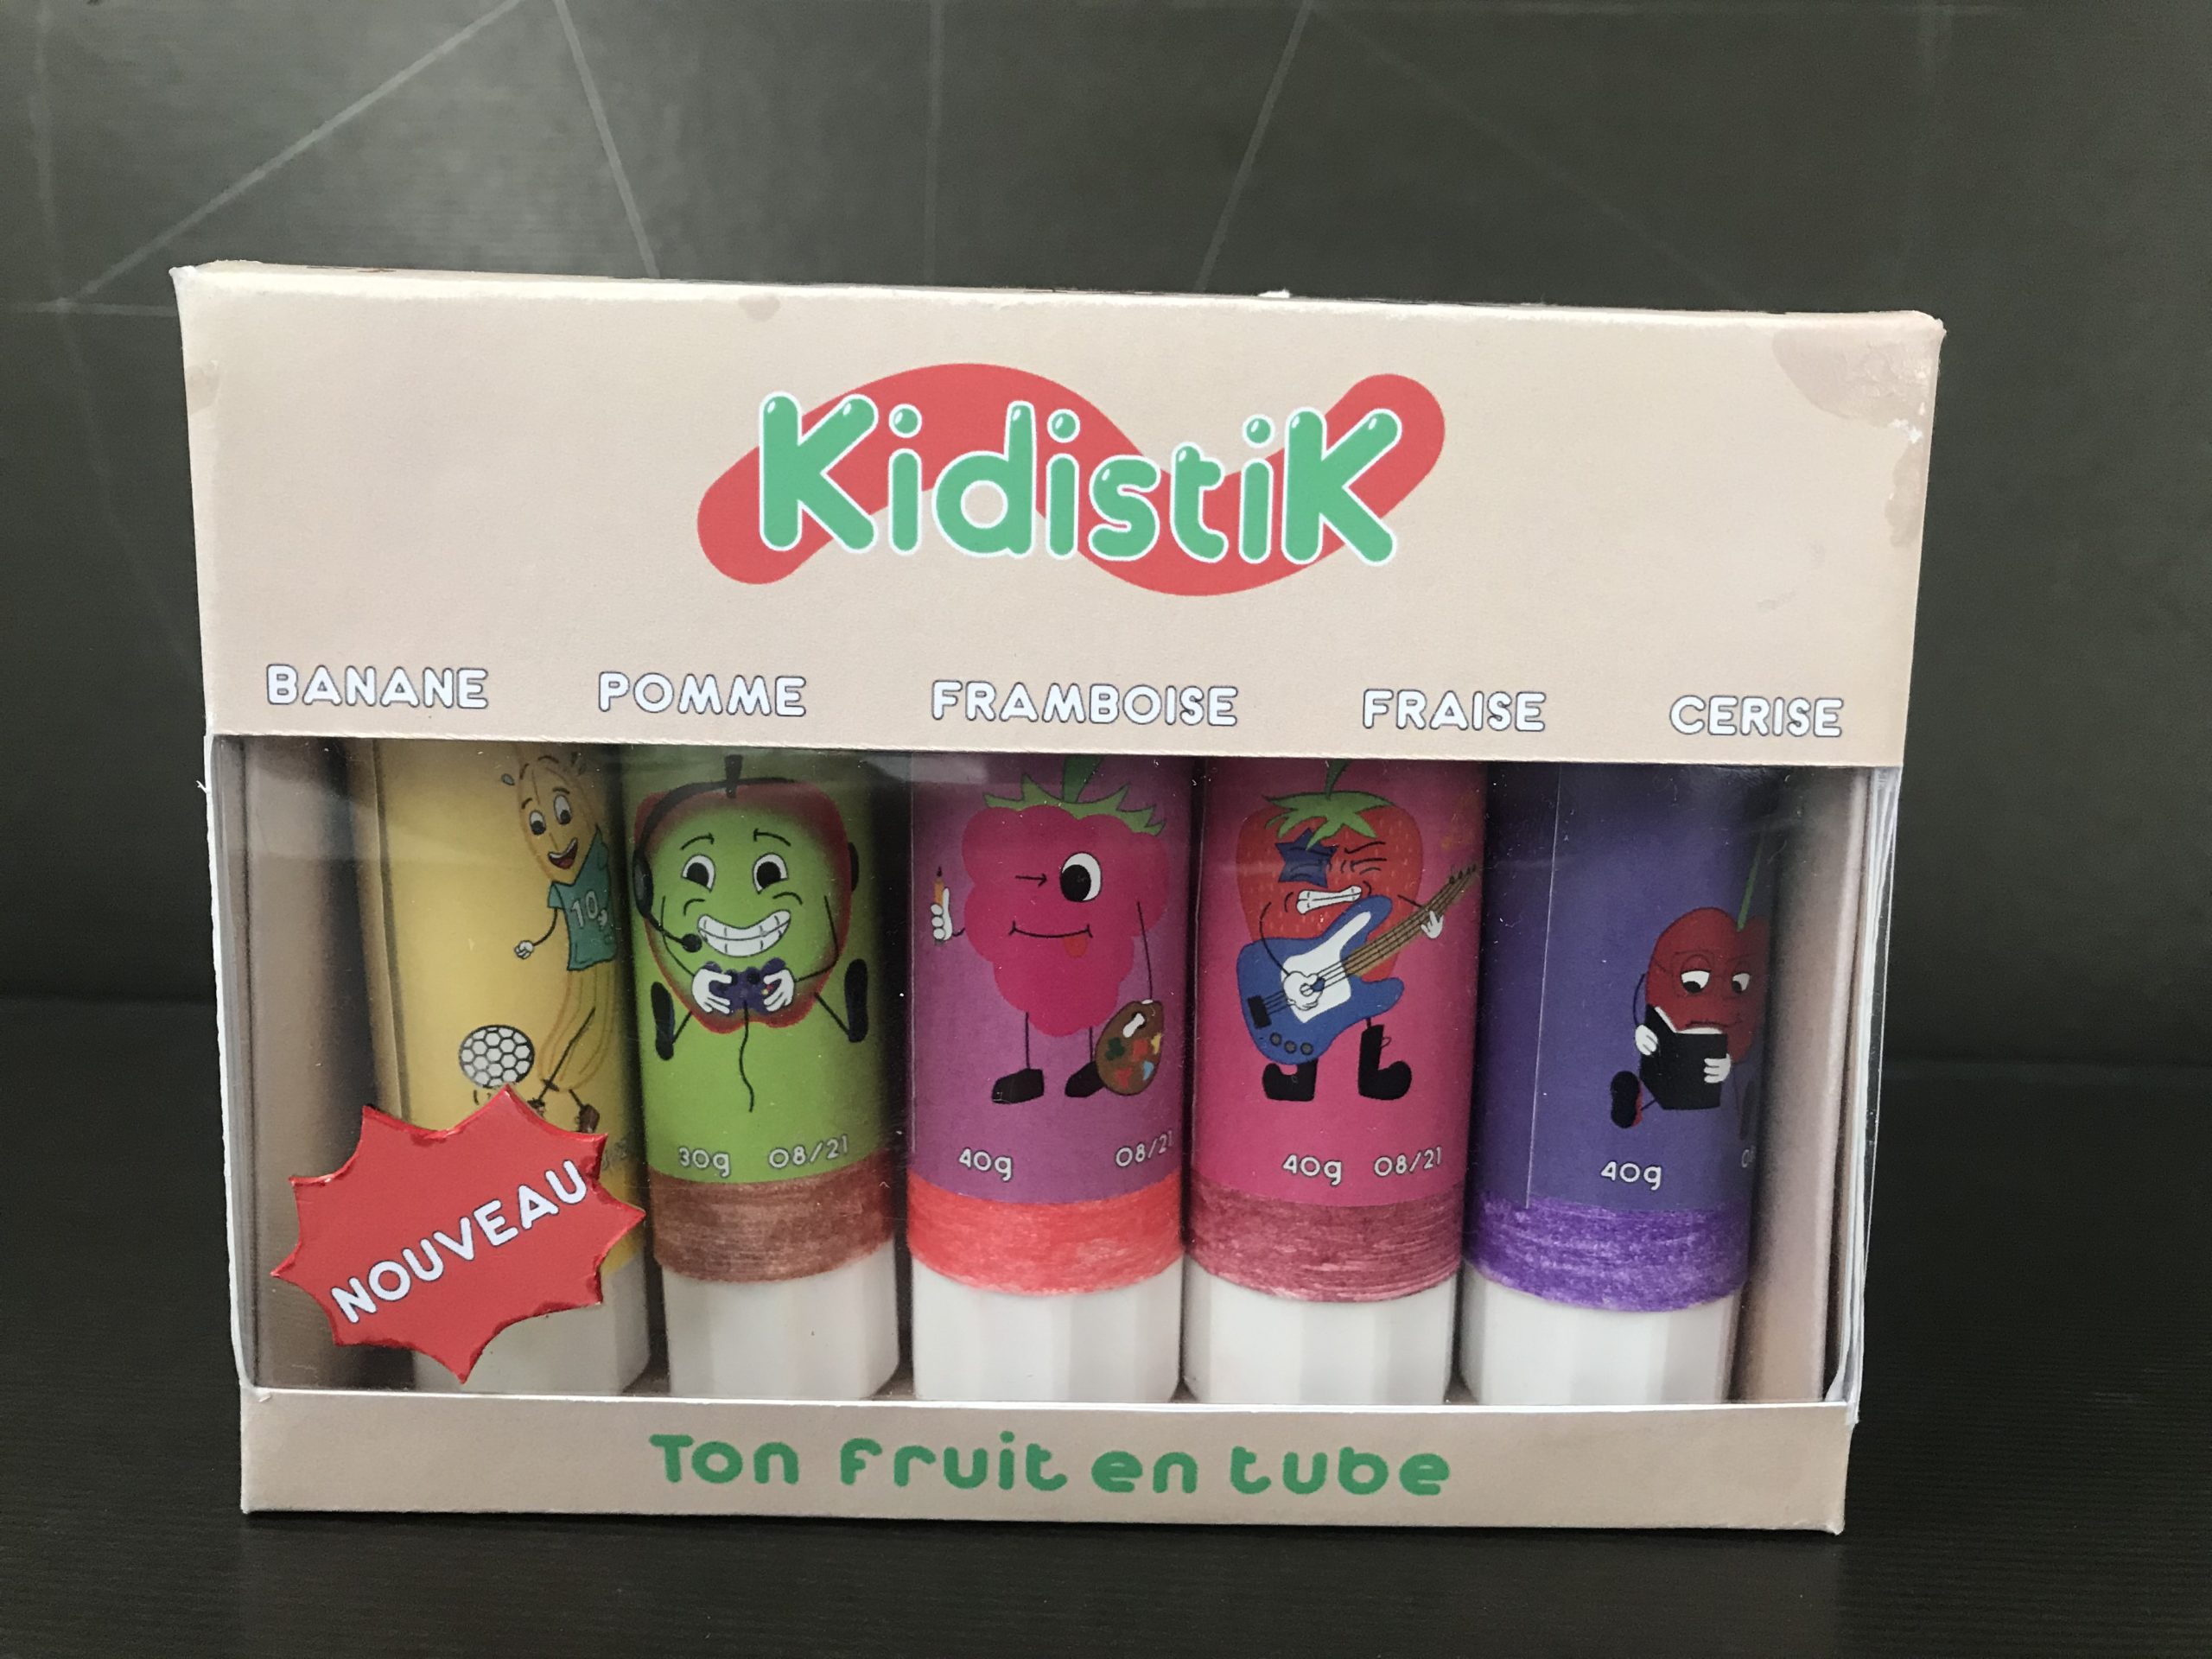 Kidistik
BANANE POMME FRAMBOISE FRAISE CERISE
10
30g 08/21
40g 08/21
40g 08/21
40g
NOUVEAU
Ton fruit en tube